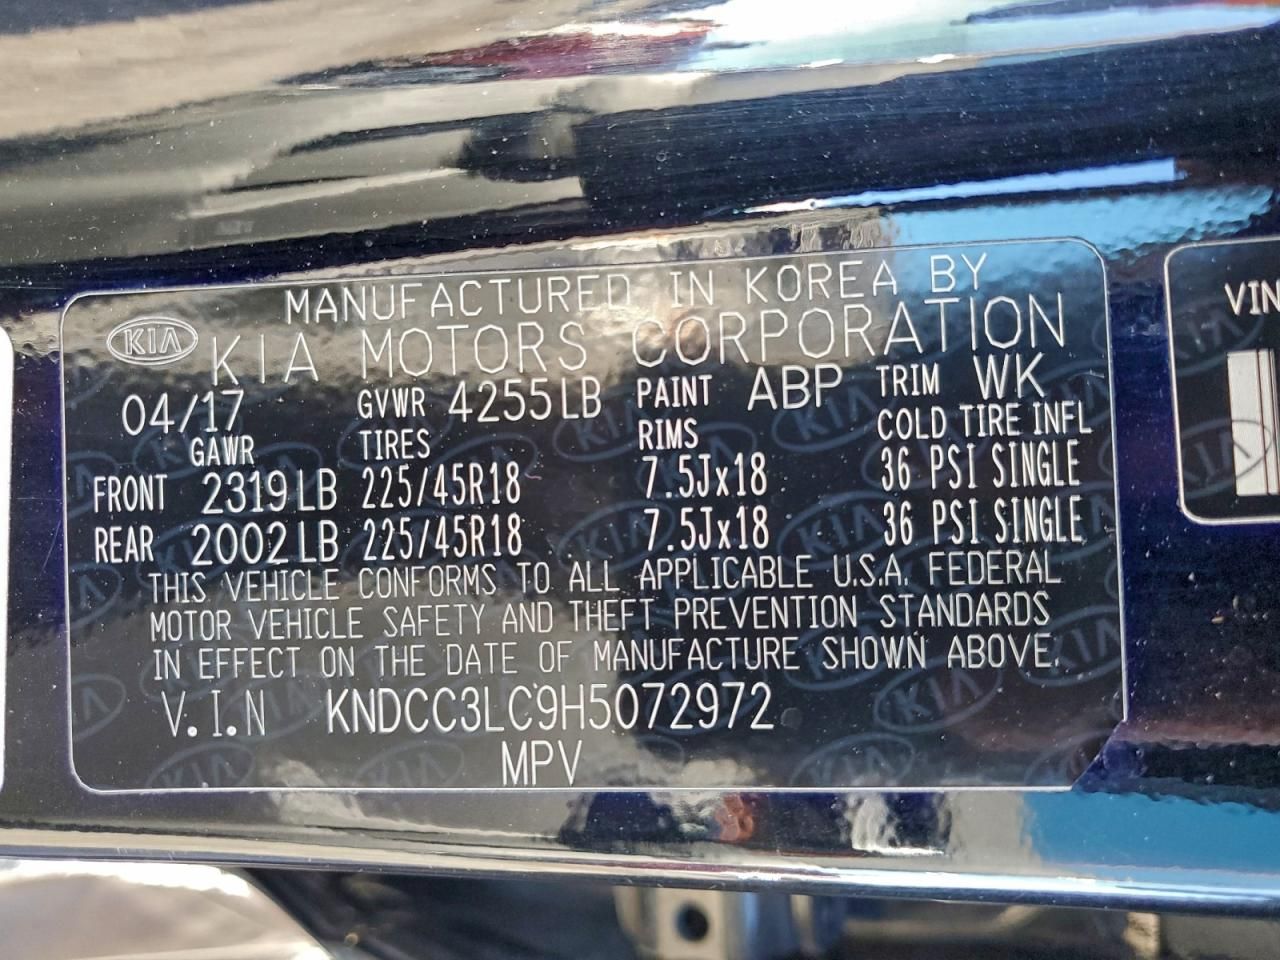 MANUFACTURED IN KOREA BY
KIA KIA MOTORS CORPORATION
04/17 GVWR 4255LB PAINT ABP TRIM WK
GAWR TIRES RIMS COLD TIRE INFL
FRONT 2319LB 225/45R18 7.5Jx18 36 PSI SINGLE
REAR 2002LB 225/45R18 7.5Jx18 36 PSI SINGLE
THIS VEHICLE CONFORMS TO ALL APPLICABLE U.S.A. FEDERAL
MOTOR VEHICLE SAFETY AND THEFT PREVENTION STANDARDS
IN EFFECT ON THE DATE OF MANUFACTURE SHOWN ABOVE.
V.I.N KNDCC3LC9H5072972
MPV
VIN